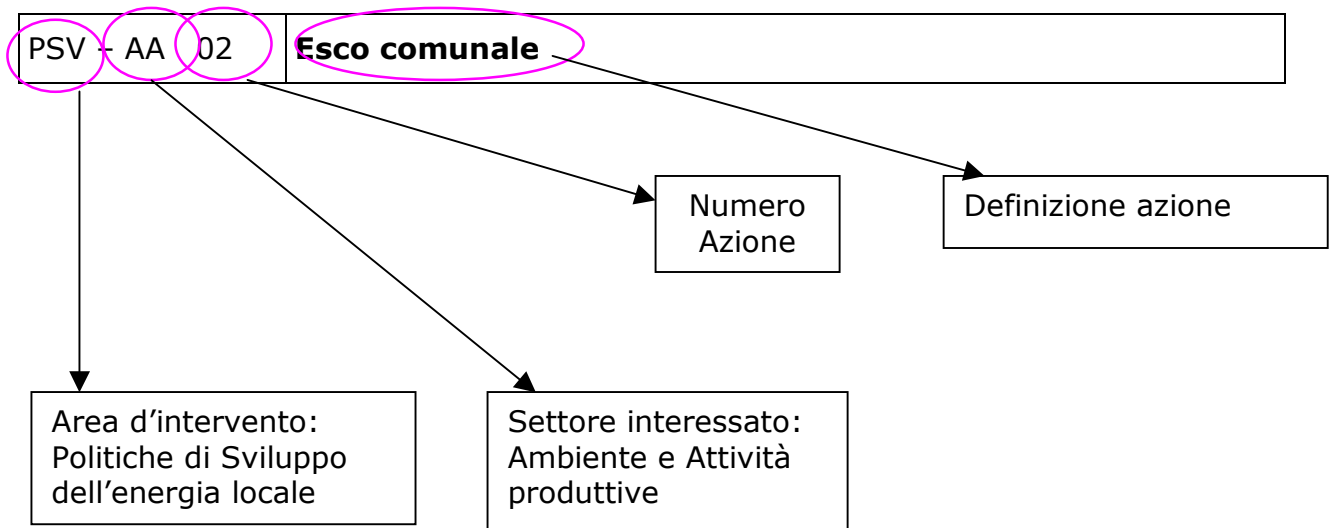 PSV – AA 02 Esco comunale
Numero
Azione
Definizione azione
Area d’intervento:
Politiche di Sviluppo
dell’energia locale
Settore interessato:
Ambiente e Attività
produttive